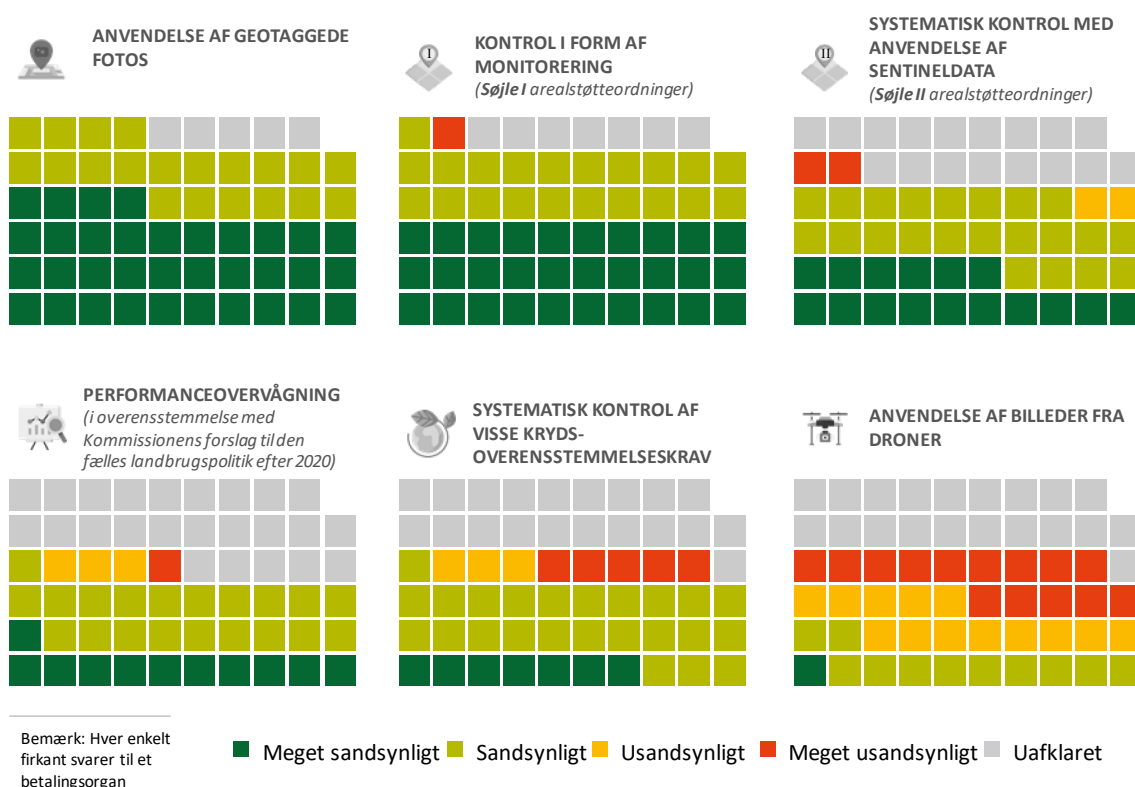 ANVENDELSE AF GEOTAGGEDE
FOTOS
I
KONTROL I FORM AF
MONITORERING
(Søjle I arealstøtteordninger)
II
SYSTEMATISK KONTROL MED
ANVENDELSE AF
SENTINELDATA
(Søjle II arealstøtteordninger)
PERFORMANCEOVERVÅGNING
(i overensstemmelse med
Kommissionens forslag til den
fælles landbrugspolitik efter 2020)
SYSTEMATISK KONTROL AF
VISSE KRYDS-
OVERENSSTEMMELSESKRAV
ANVENDELSE AF BILLEDER FRA
DRONER
Bemærk: Hver enkelt
firkant svarer til et
betalingsorgan
Meget sandsynligt Sandsynligt Usandsynligt Meget usandsynligt Uafklaret